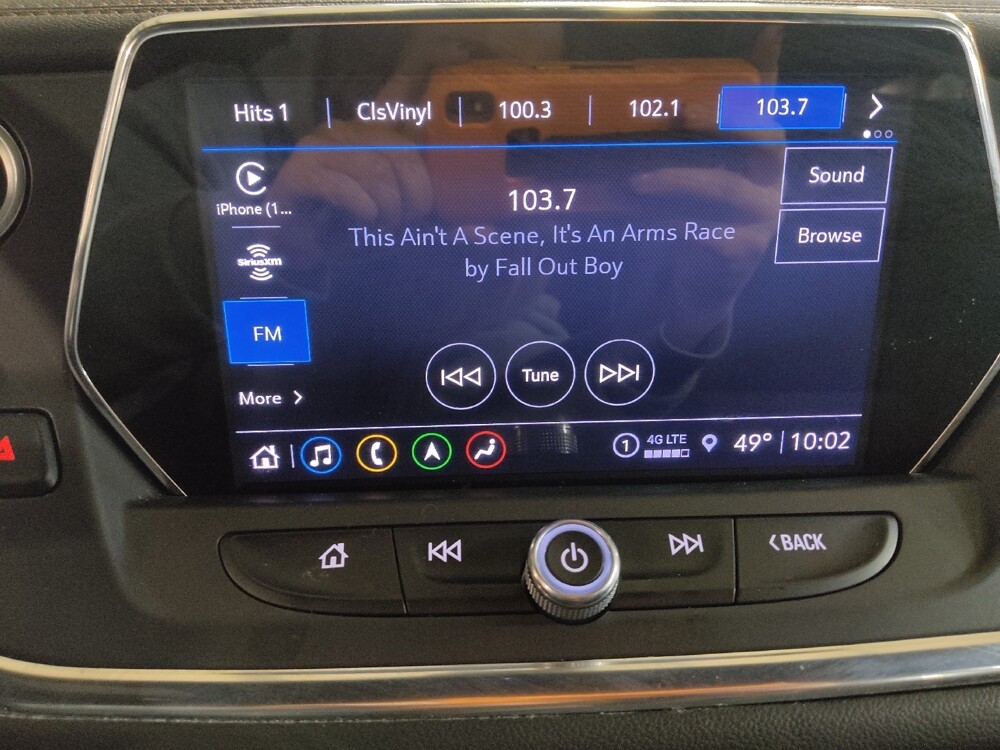 Hits 1 ClsVinyl 100.3 102.1 103.7
iPhone (1...
SiriusXM
FM
More
103.7
This Ain't A Scene, It's An Arms Race
by Fall Out Boy
Sound
Browse
Tune
1 4G LTE 49° 10:02
BACK